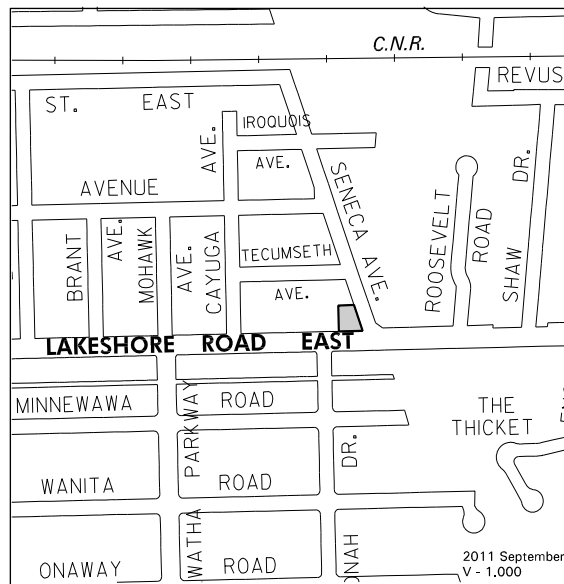 C.N.R.
REVUS
ST. EAST
IROQUOIS
AVE.
AVE.
AVENUE
SENECA AVE.
DR.
BRANT
AVE.
MOHAWK
AVE.
CAYUGA
TECUMSETH
AVE.
ROOSEVELT
ROAD
SHAW
LAKESHORE ROAD EAST
MINNEWAWA
PARKWAY
ROAD
THE
THICKET
DR.
WANITA
ROAD
ONAWAY
WATHA
ROAD
ONAH
2011 September
V - 1.000